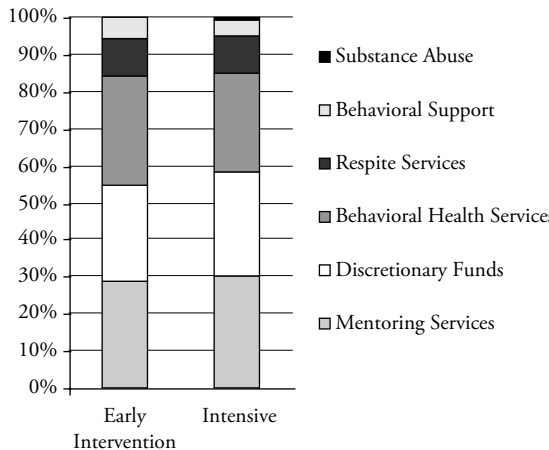 100%
90%
80%
70%
60%
50%
40%
30%
20%
10%
0%
Early
Intervention
Intensive
Substance Abuse
Behavioral Support
Respite Services
Behavioral Health Services
Discretionary Funds
Mentoring Services